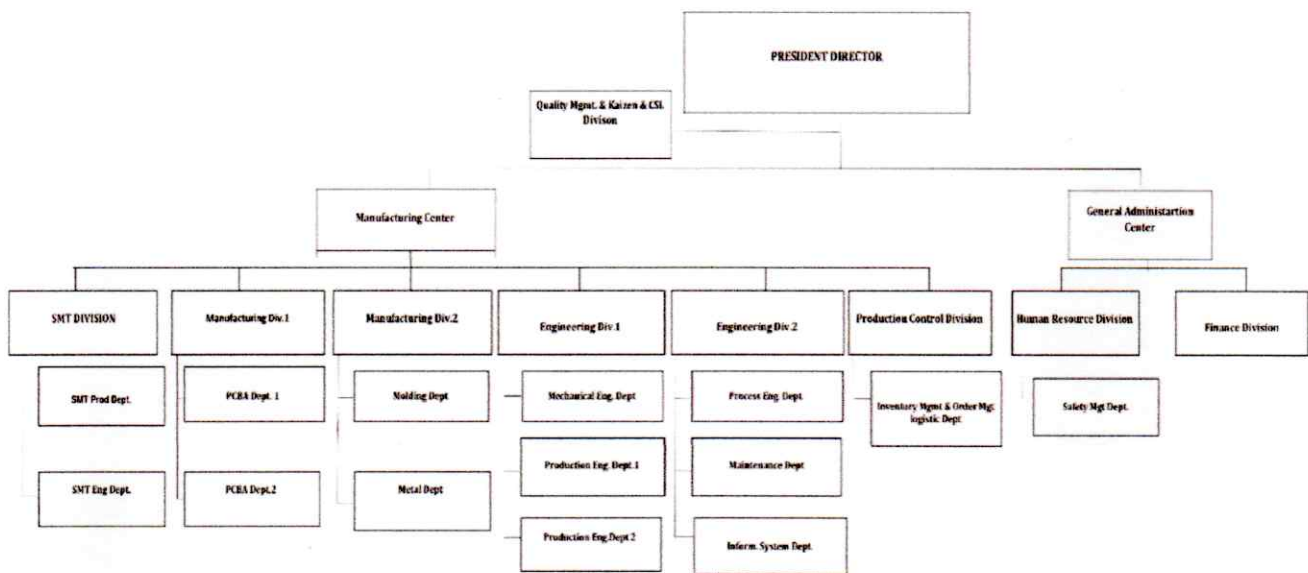 PRESIDENT DIRECTOR
Quality Mgmt. & Kaizen & CSI.
Divison
Manufacturing Center
General Administartion
Center
SMT DIVISION
Manufacturing Div.1
Manufacturing Div.2
Engineering Div.1
Engineering Div.2
Production Control Division
Human Resource Division
Finance Division
SMT Prod Dept.
PCBA Dept. 1
Molding Dept
Mechanical Eng. Dept
Process Eng. Dept.
Inventory Mgmt & Order Mgt
logistic Dept
Safety Mgt Dept.
SMT Eng Dept.
PCBA Dept.2
Metal Dept
Production Eng. Dept.1
Maintenance Dept
Production Eng.Dept 2
Inform. System Dept.